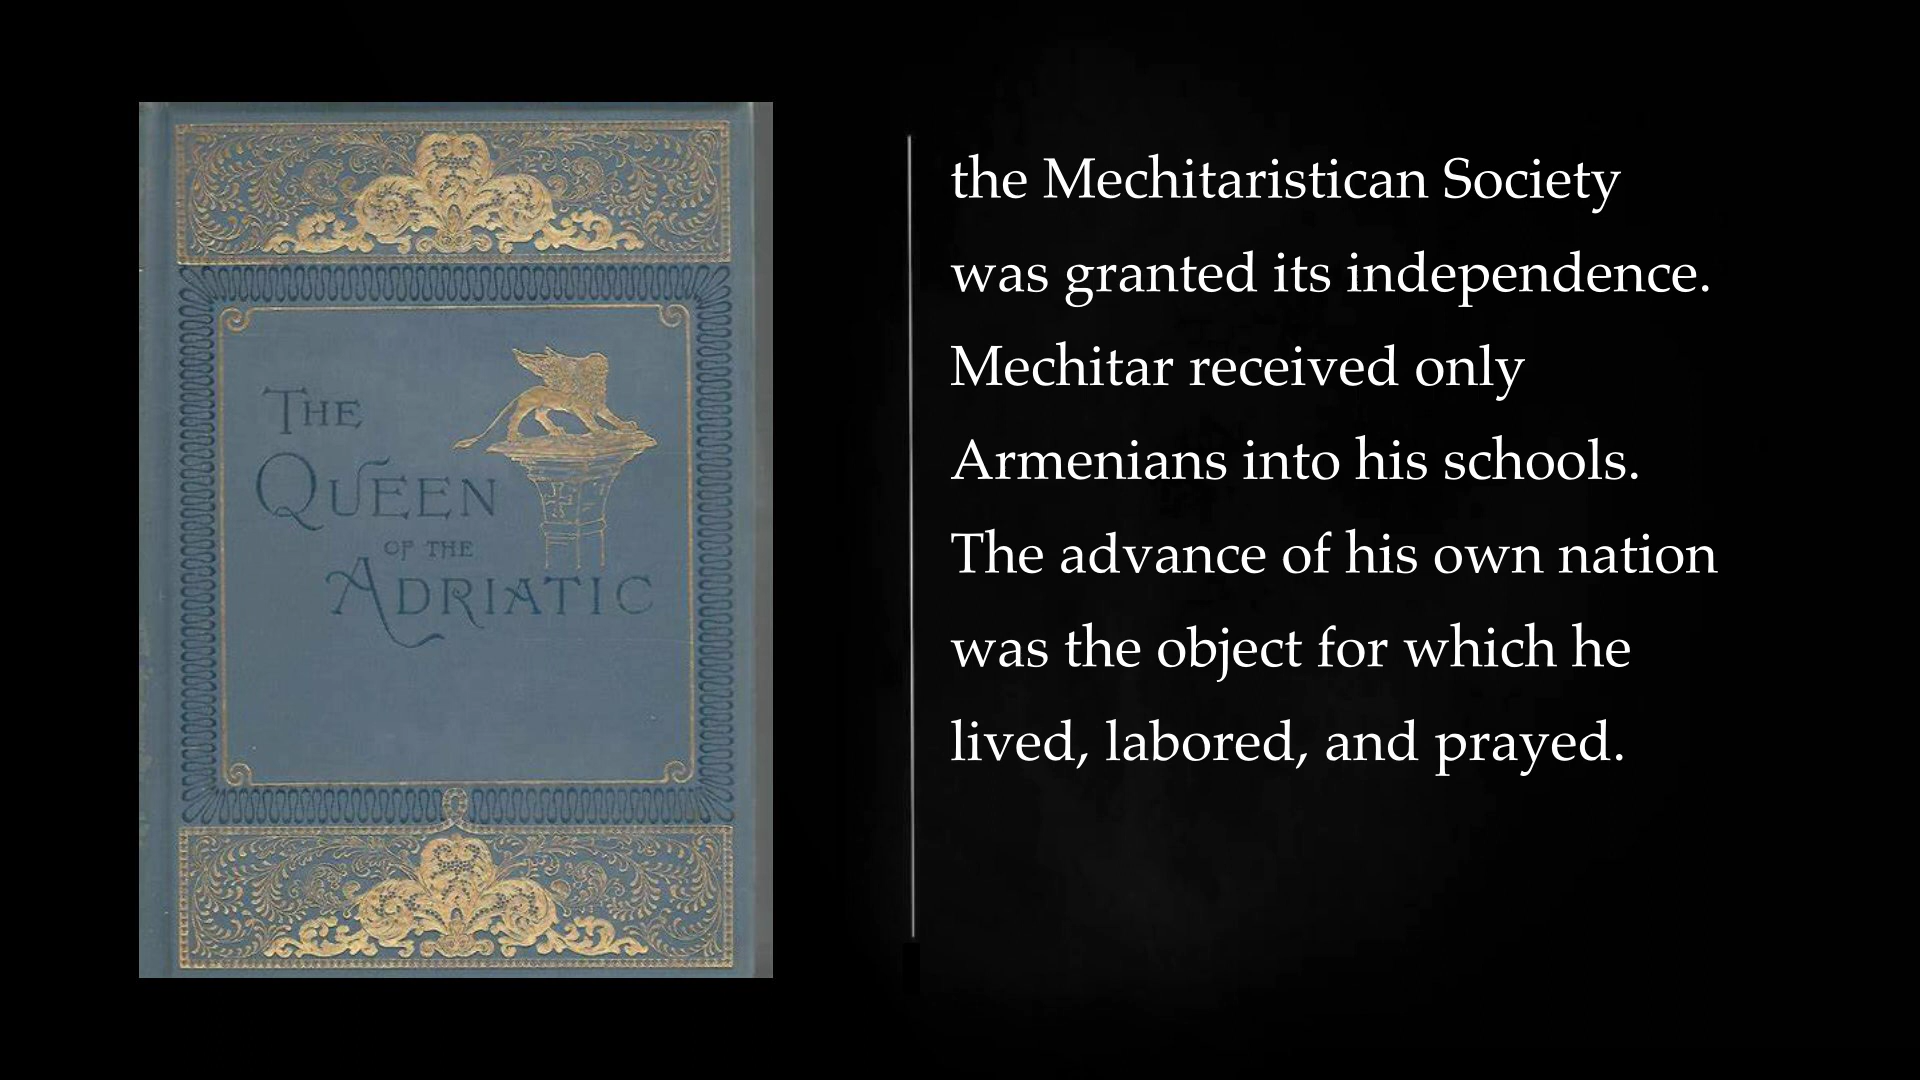 THE
QUEEN
OF THE
ADRIATIC
the Mechitaristican Society
was granted its independence.
Mechitar received only
Armenians into his schools.
The advance of his own nation
was the object for which he
lived, labored, and prayed.